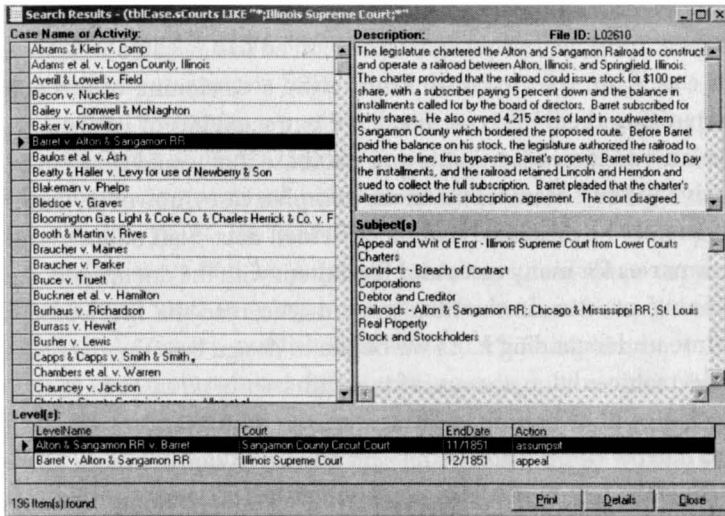 Search Results - (tblCase.sCourts LIKE "*;Illinois Supreme Court;*"
Case Name or Activity:
Abrams & Klein v. Camp
Adams et al. v. Logan County, Illinois
Averill & Lowell v. Field
Bacon v. Nuckles
Bailey v. Cromwell & McNaghton
Baker v. Knowlton
Barret v. Alton & Sangamon RR
Baulos et al. v. Ash
Beatty & Haller v. Levy for use of Newberry & Son
Blakeman v. Phelps
Bledsoe v. Graves
Bloomington Gas Light & Coke Co. & Charles Herrick & Co. v. F
Booth & Martin v. Rives
Braucher v. Maines
Braucher v. Parker
Bruce v. Truett
Buckner et al. v. Hamilton
Burhaus v. Richardson
Burrass v. Hewitt
Busher v. Lewis
Capps & Capps v. Smith & Smith,
Chambers et al. v. Warren
Chauncey v. Jackson
Description: File ID: L02610
The legislature chartered the Alton and Sangamon Railroad to construct
and operate a railroad between Alton, Illinois, and Springfield, Illinois.
The charter provided that the railroad could issue stock for $100 per
share, with a subscriber paying 5 percent down and the balance in
installments called for by the board of directors. Barret subscribed for
thirty shares. He also owned 4,215 acres of land in southwestern
Sangamon County which bordered the proposed route. Before Barret
paid the balance on his stock, the legislature authorized the railroad to
shorten the line, thus bypassing Barret's property. Barret refused to pay
the installments, and the railroad retained Lincoln and Herndon and
sued to collect the full subscription. Barret pleaded that the charter's
alteration voided his subscription agreement. The court disagreed,
Subject(s)
Appeal and Writ of Error - Illinois Supreme Court from Lower Courts
Charters
Contracts - Breach of Contract
Corporations
Debtor and Creditor
Railroads - Alton & Sangamon RR; Chicago & Mississippi RR; St. Louis
Real Property
Stock and Stockholders
Level(s):
LevelName Court EndDate Action
Alton & Sangamon RR v. Barret Sangamon County Circuit Court 11/1851 assumpsit
Barret v. Alton & Sangamon RR Illinois Supreme Court 12/1851 appeal
196 Item(s) found
Print Details Close